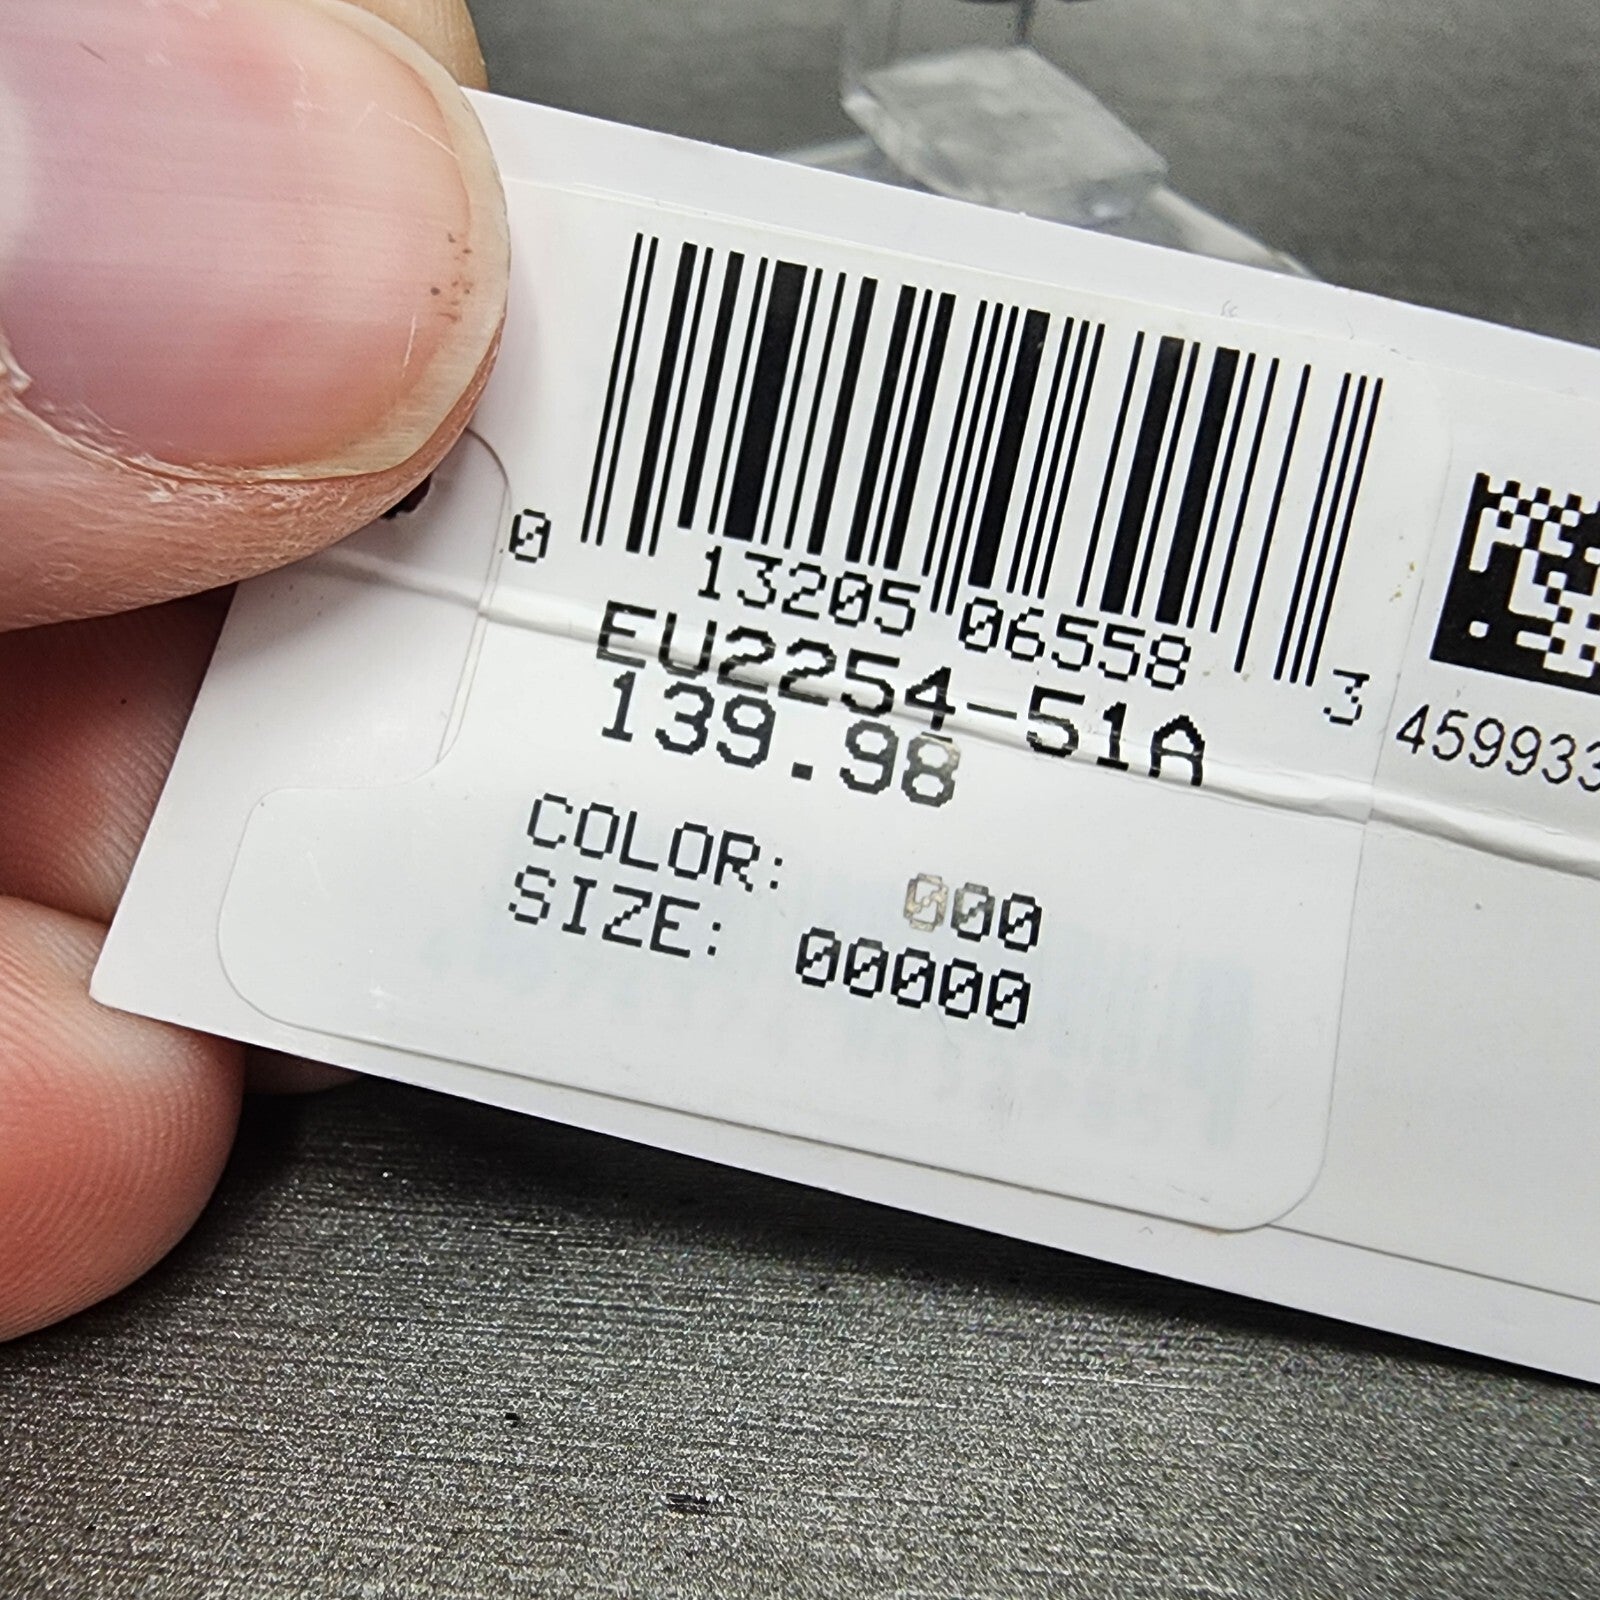 0 13205 06558 3
EU2254-51A
139.98
COLOR: 000
SIZE: 00000
459933